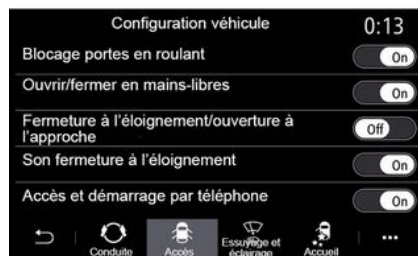 Configuration véhicule
0:13
Blocage portes en roulant
On
Ouvrir/fermer en mains-libres
On
Fermeture à l'éloignement/ouverture à
l'approche
Off
Son fermeture à l'éloignement
On
Accès et démarrage par téléphone
On
Conduite
Accès
Essuyage et
éclairage
Accueil